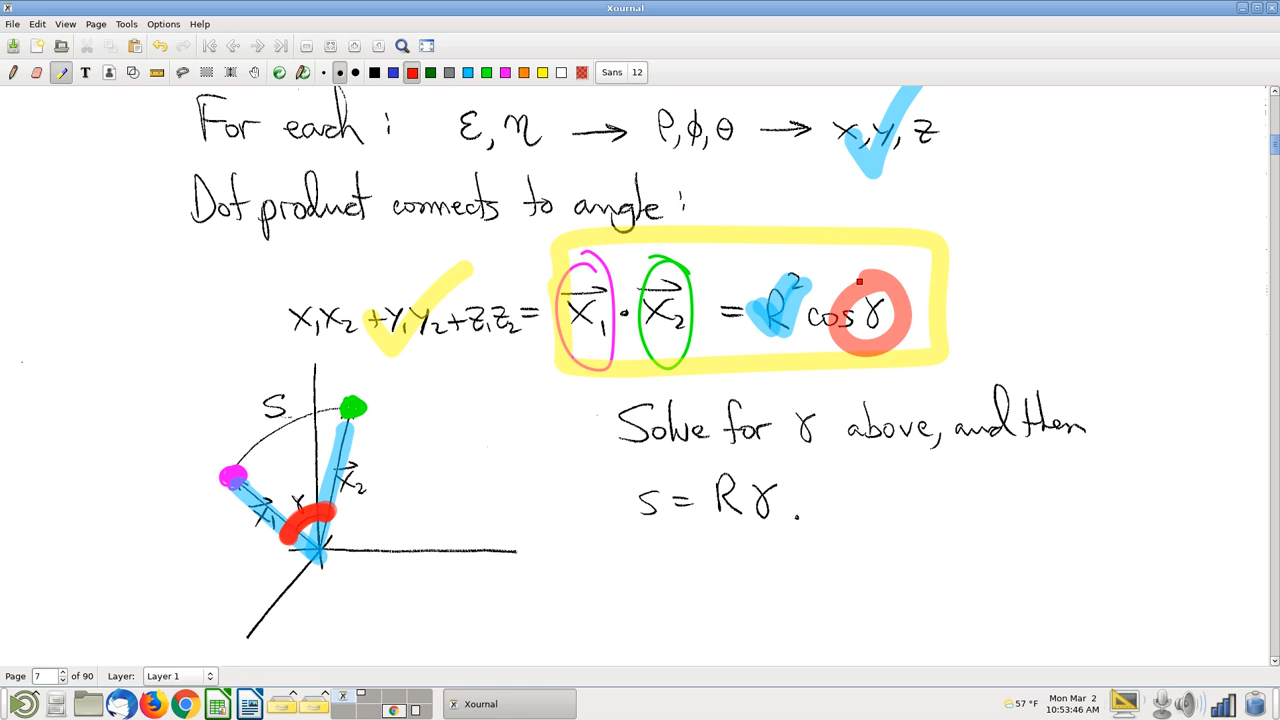 Xournal
File Edit View Page Tools Options Help
Sans 12
For each : ε, η → ρ, ϕ, θ → x, y, z
Dot product connects to angle :
x₁x₂ + y₁y₂ + z₁z₂ = x⃗₁ · x⃗₂ = R² cos γ
S
x⃗₁
γ
x⃗₂
Solve for γ above, and then
s = Rγ .
Page 7 of 90 Layer: Layer 1
Xournal
57 °F
Mon Mar 2
10:53:46 AM